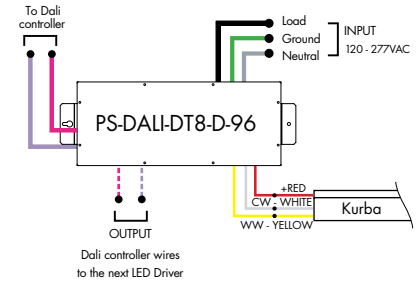 To Dali
controller
Load
Ground
Neutral
INPUT
120 - 277VAC
PS-DALI-DT8-D-96
+RED
CW - WHITE
WW - YELLOW
Kurba
OUTPUT
Dali controller wires
to the next LED Driver